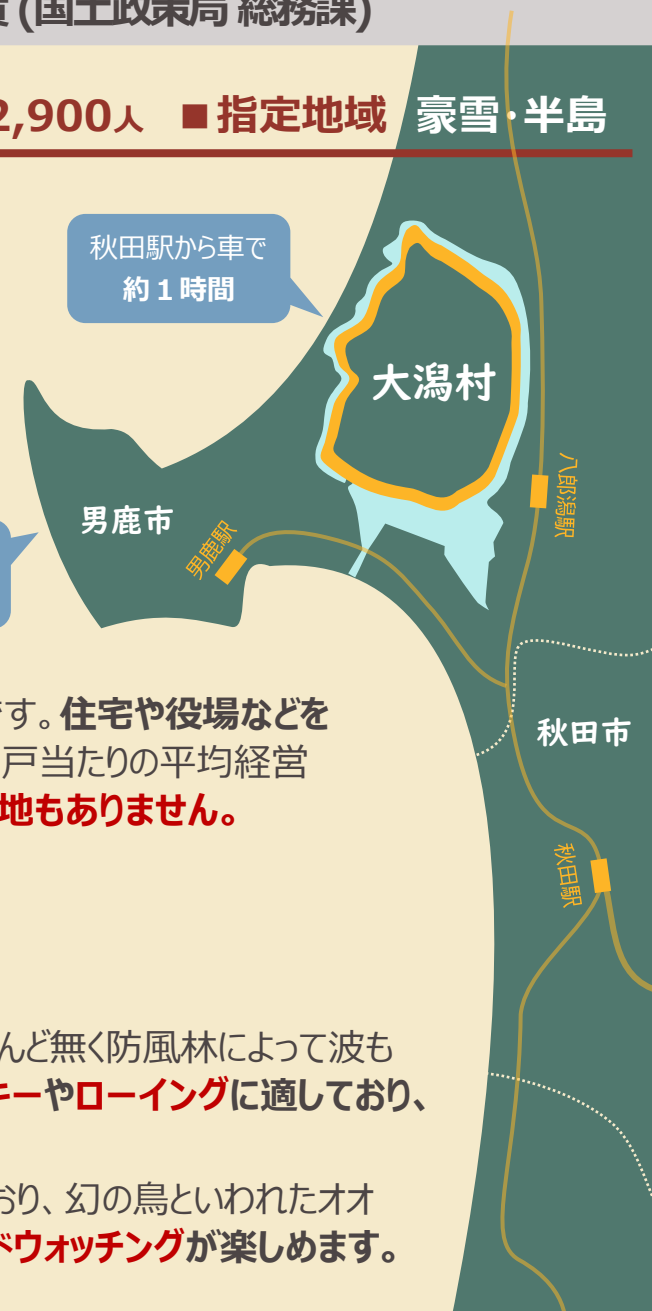 (国土政策局 総務課)
2,900人 ■指定地域 豪雪・半島
秋田駅から車で
約1時間
大潟村
八郎潟駅
男鹿市
男鹿駅
す。住宅や役場などを
秋田市
戸当たりの平均経営
地もありません。
秋田駅
んど無く防風林によって波も
キーやローイングに適しており、
おり、幻の鳥といわれたオオ
ドウォッチングが楽しめます。